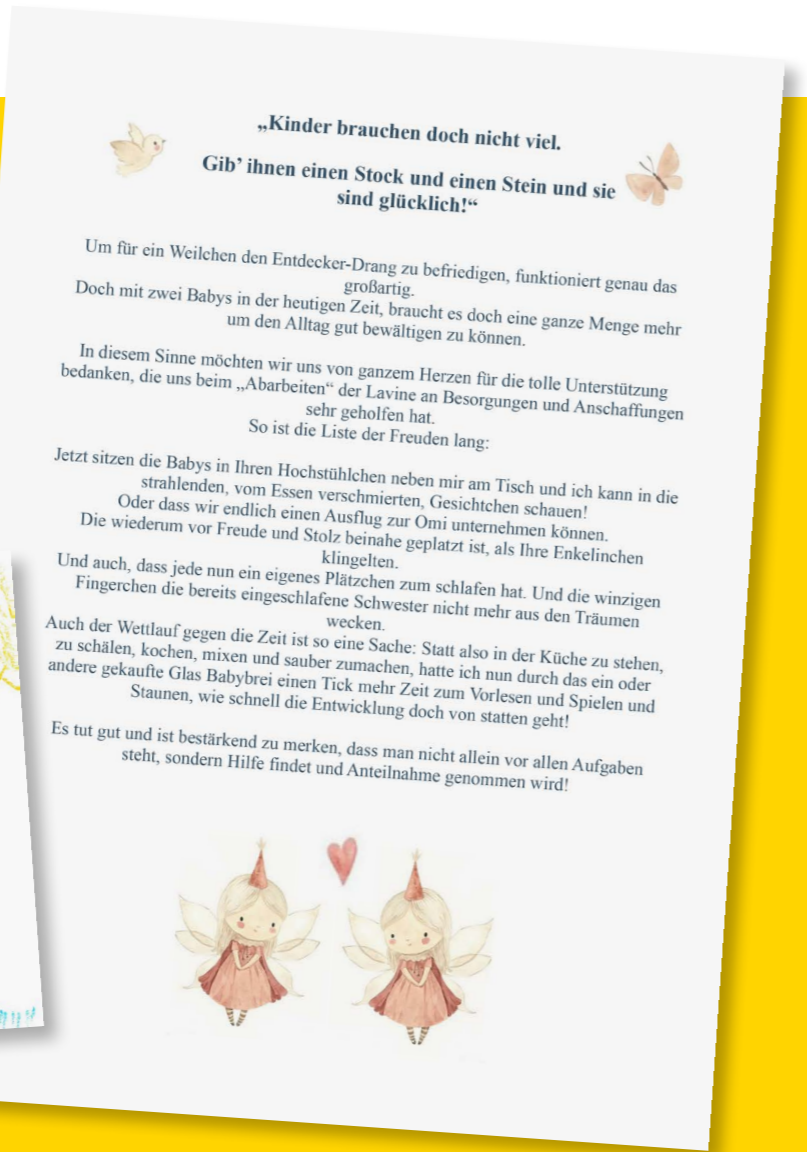 „Kinder brauchen doch nicht viel.
Gib’ ihnen einen Stock und einen Stein und sie
sind glücklich!“
Um für ein Weilchen den Entdecker-Drang zu befriedigen, funktioniert genau das
großartig.
Doch mit zwei Babys in der heutigen Zeit, braucht es doch eine ganze Menge mehr
um den Alltag gut bewältigen zu können.
In diesem Sinne möchten wir uns von ganzem Herzen für die tolle Unterstützung
bedanken, die uns beim „Abarbeiten“ der Lavine an Besorgungen und Anschaffungen
sehr geholfen hat.
So ist die Liste der Freuden lang:
Jetzt sitzen die Babys in Ihren Hochstühlchen neben mir am Tisch und ich kann in die
strahlenden, vom Essen verschmierten, Gesichtchen schauen!
Oder dass wir endlich einen Ausflug zur Omi unternehmen können.
Die wiederum vor Freude und Stolz beinahe geplatzt ist, als Ihre Enkelinchen
klingelten.
Und auch, dass jede nun ein eigenes Plätzchen zum schlafen hat. Und die winzigen
Fingerchen die bereits eingeschlafene Schwester nicht mehr aus den Träumen
wecken.
Auch der Wettlauf gegen die Zeit ist so eine Sache: Statt also in der Küche zu stehen,
zu schälen, kochen, mixen und sauber zumachen, hatte ich nun durch das ein oder
andere gekaufte Glas Babybrei einen Tick mehr Zeit zum Vorlesen und Spielen und
Staunen, wie schnell die Entwicklung doch von statten geht!
Es tut gut und ist bestärkend zu merken, dass man nicht allein vor allen Aufgaben
steht, sondern Hilfe findet und Anteilnahme genommen wird!